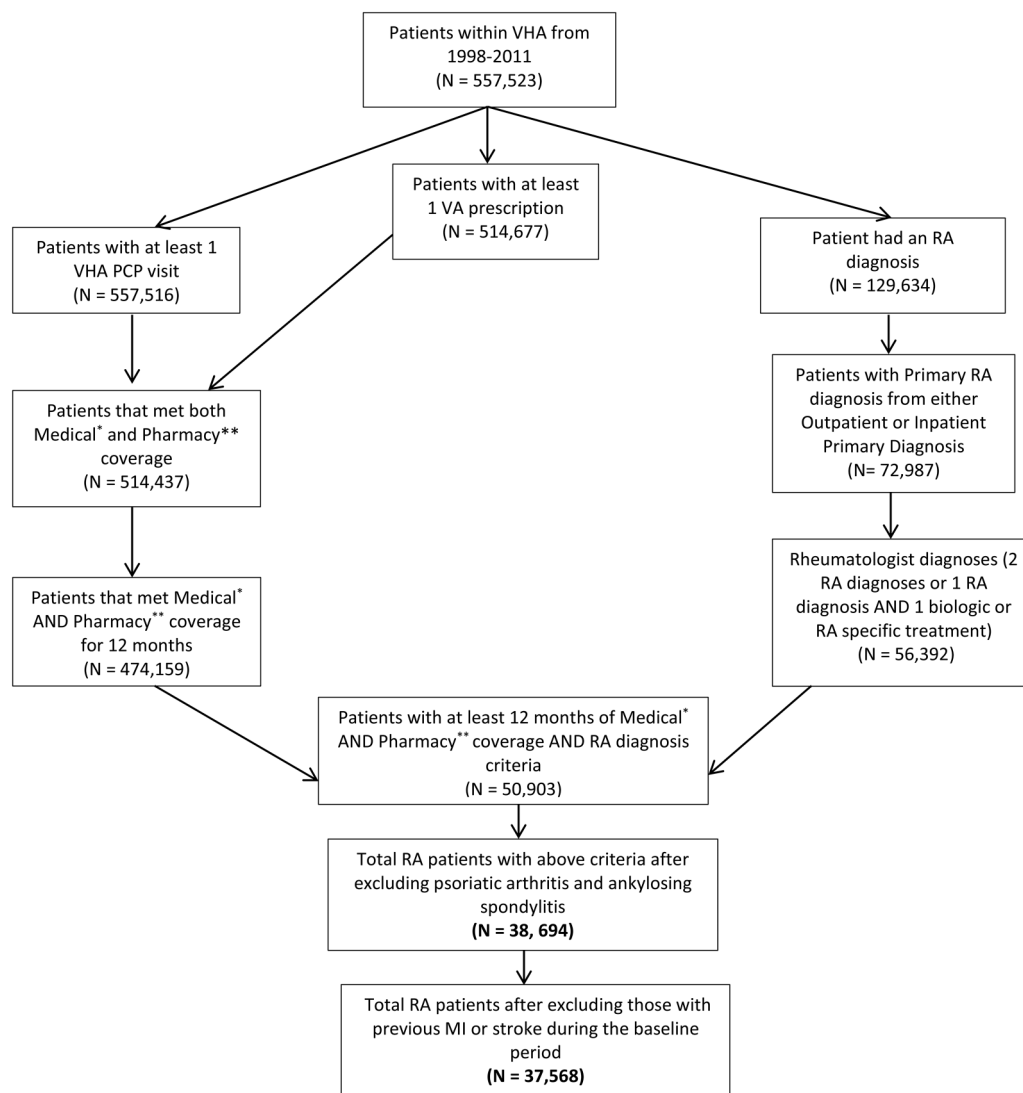 Patients within VHA from
1998-2011
(N = 557,523)
Patients with at least
1 VA prescription
(N = 514,677)
Patients with at least 1
VHA PCP visit
(N = 557,516)
Patient had an RA
diagnosis
(N = 129,634)
Patients that met both
Medical* and Pharmacy**
coverage
(N = 514,437)
Patients with Primary RA
diagnosis from either
Outpatient or Inpatient
Primary Diagnosis
(N= 72,987)
Patients that met Medical*
AND Pharmacy** coverage
for 12 months
(N = 474,159)
Rheumatologist diagnoses (2
RA diagnoses or 1 RA
diagnosis AND 1 biologic or
RA specific treatment)
(N = 56,392)
Patients with at least 12 months of Medical*
AND Pharmacy** coverage AND RA diagnosis
criteria
(N = 50,903)
Total RA patients with above criteria after
excluding psoriatic arthritis and ankylosing
spondylitis
(N = 38, 694)
Total RA patients after excluding those with
previous MI or stroke during the baseline
period
(N = 37,568)